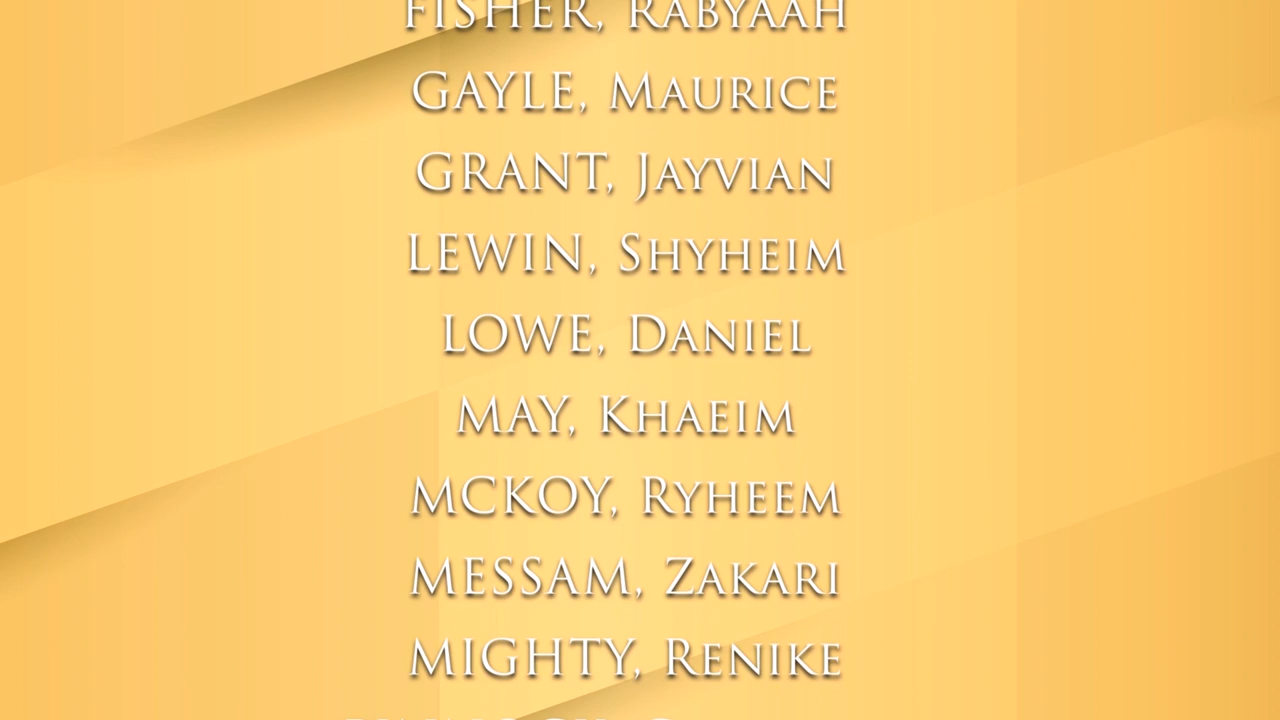 FISHER, Rabyaah
GAYLE, Maurice
GRANT, Jayvian
LEWIN, Shyheim
LOWE, Daniel
MAY, Khaeim
MCKOY, Ryheem
MESSAM, Zakari
MIGHTY, Renike